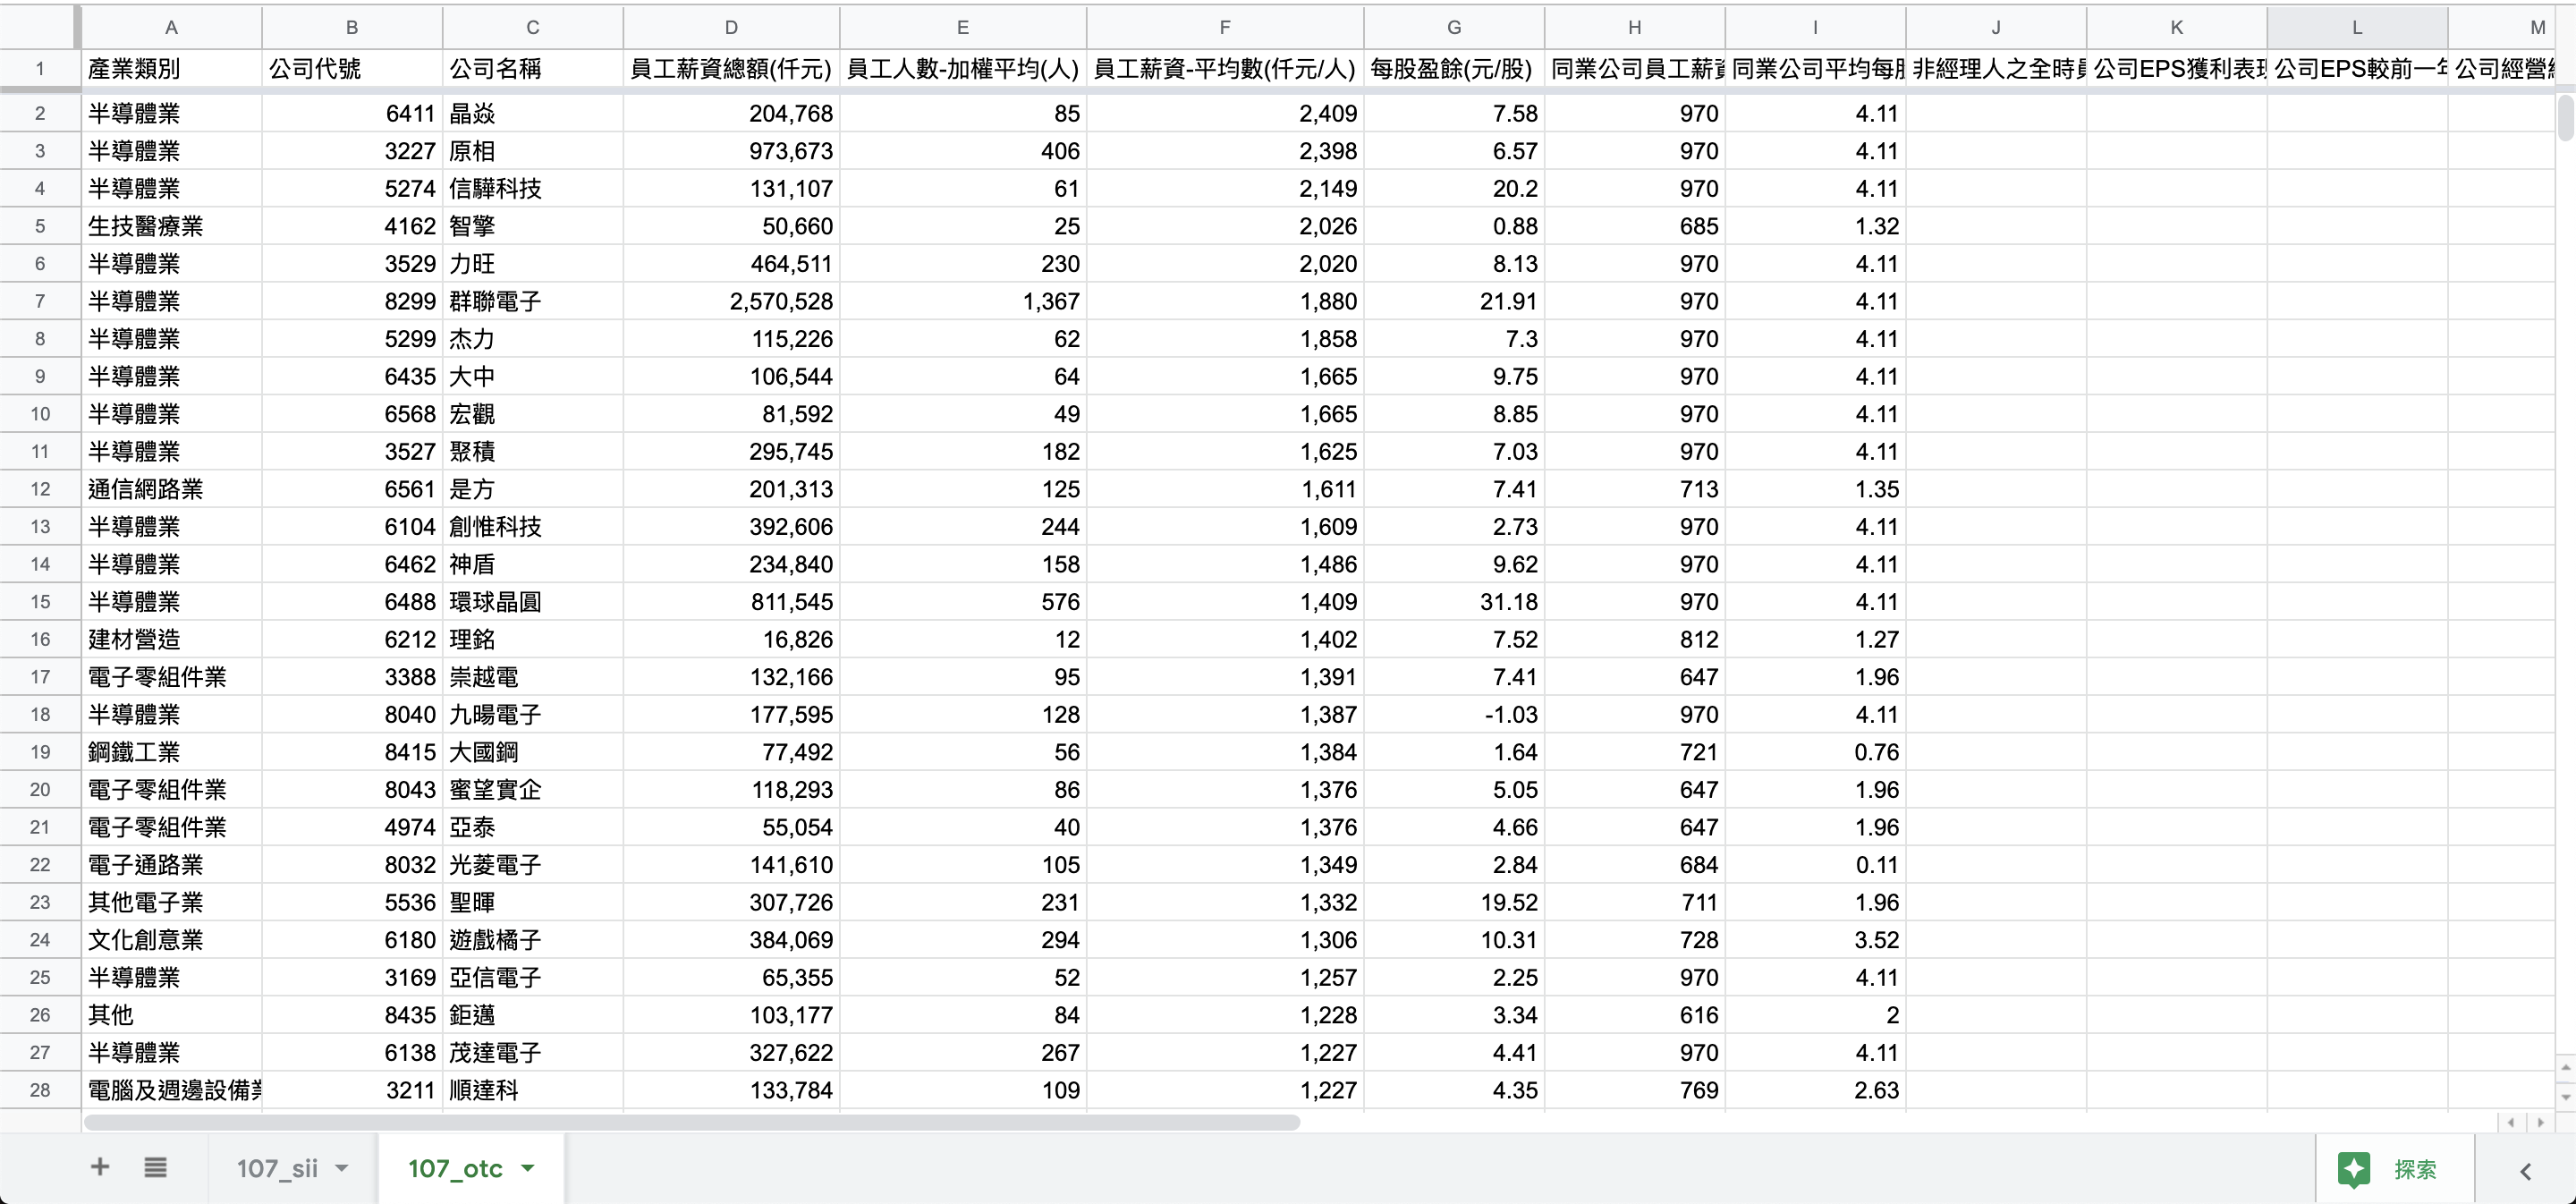 A B C D E F G H I J K L M
1 產業類別 公司代號 公司名稱 員工薪資總額(仟元) 員工人數-加權平均(人) 員工薪資-平均數(仟元/人) 每股盈餘(元/股) 同業公司員工薪資 同業公司平均每股 非經理人之全時員 公司EPS獲利表現 公司EPS較前一年 公司經營績
2 半導體業 6411 晶焱 204,768 85 2,409 7.58 970 4.11
3 半導體業 3227 原相 973,673 406 2,398 6.57 970 4.11
4 半導體業 5274 信驊科技 131,107 61 2,149 20.2 970 4.11
5 生技醫療業 4162 智擎 50,660 25 2,026 0.88 685 1.32
6 半導體業 3529 力旺 464,511 230 2,020 8.13 970 4.11
7 半導體業 8299 群聯電子 2,570,528 1,367 1,880 21.91 970 4.11
8 半導體業 5299 杰力 115,226 62 1,858 7.3 970 4.11
9 半導體業 6435 大中 106,544 64 1,665 9.75 970 4.11
10 半導體業 6568 宏觀 81,592 49 1,665 8.85 970 4.11
11 半導體業 3527 聚積 295,745 182 1,625 7.03 970 4.11
12 通信網路業 6561 是方 201,313 125 1,611 7.41 713 1.35
13 半導體業 6104 創惟科技 392,606 244 1,609 2.73 970 4.11
14 半導體業 6462 神盾 234,840 158 1,486 9.62 970 4.11
15 半導體業 6488 環球晶圓 811,545 576 1,409 31.18 970 4.11
16 建材營造 6212 理銘 16,826 12 1,402 7.52 812 1.27
17 電子零組件業 3388 崇越電 132,166 95 1,391 7.41 647 1.96
18 半導體業 8040 九暘電子 177,595 128 1,387 -1.03 970 4.11
19 鋼鐵工業 8415 大國鋼 77,492 56 1,384 1.64 721 0.76
20 電子零組件業 8043 蜜望實企 118,293 86 1,376 5.05 647 1.96
21 電子零組件業 4974 亞泰 55,054 40 1,376 4.66 647 1.96
22 電子通路業 8032 光菱電子 141,610 105 1,349 2.84 684 0.11
23 其他電子業 5536 聖暉 307,726 231 1,332 19.52 711 1.96
24 文化創意業 6180 遊戲橘子 384,069 294 1,306 10.31 728 3.52
25 半導體業 3169 亞信電子 65,355 52 1,257 2.25 970 4.11
26 其他 8435 鉅邁 103,177 84 1,228 3.34 616 2
27 半導體業 6138 茂達電子 327,622 267 1,227 4.41 970 4.11
28 電腦及週邊設備業 3211 順達科 133,784 109 1,227 4.35 769 2.63
107_sii 107_otc 探索